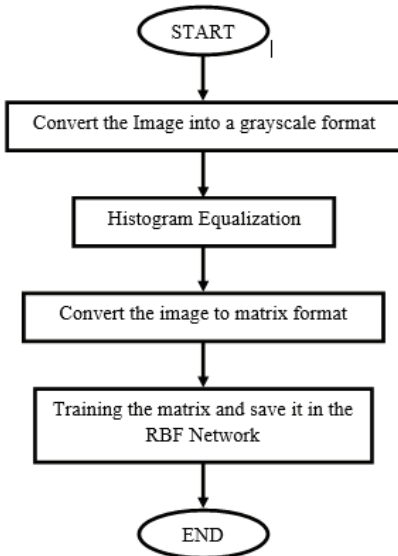 START
Convert the Image into a grayscale format
Histogram Equalization
Convert the image to matrix format
Training the matrix and save it in the
RBF Network
END